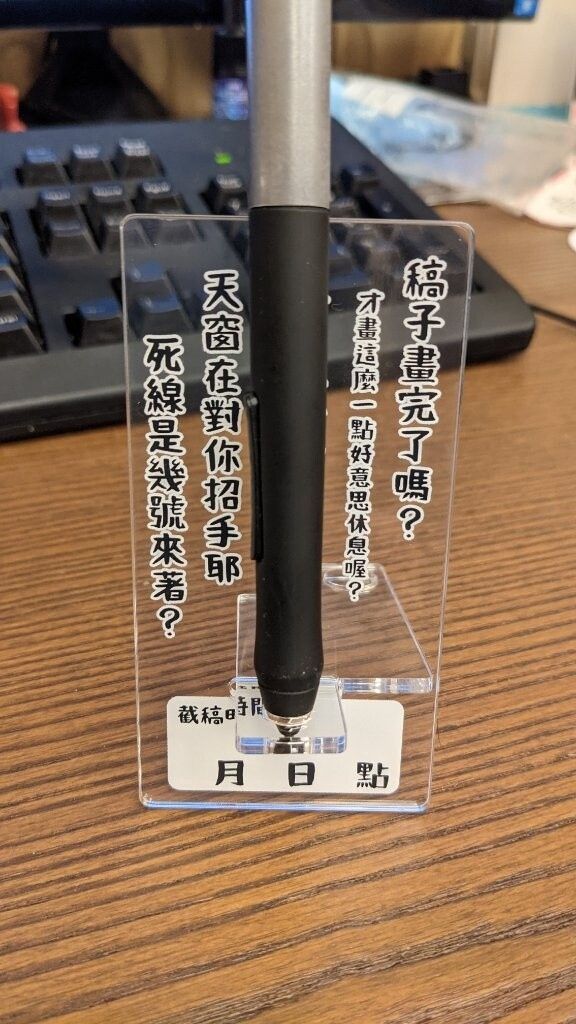 稿子畫完了嗎？
才畫這麼一點好意思休息喔？
天窗在對你招手耶
死線是幾號來著？
截稿時間
月 日 點